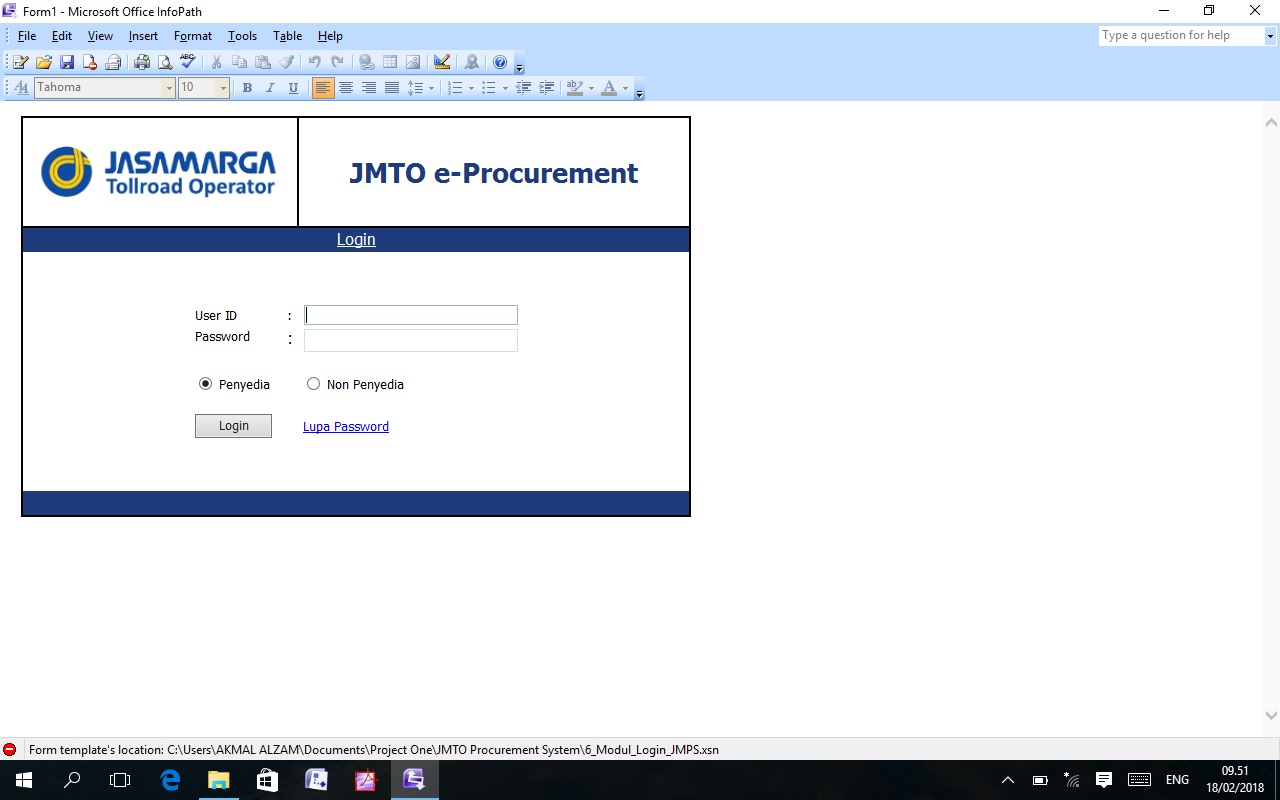 Form1 - Microsoft Office InfoPath
File Edit View Insert Format Tools Table Help
Type a question for help
Tahoma 10 B I U
JASAMARGA
Tollroad Operator
JMTO e-Procurement
Login
User ID :
Password :
Penyedia Non Penyedia
Login Lupa Password
Form template's location: C:\Users\AKMAL ALZAM\Documents\Project One\JMTO Procurement System\6_Modul_Login_JMPS.xsn
ENG
09.51
18/02/2018